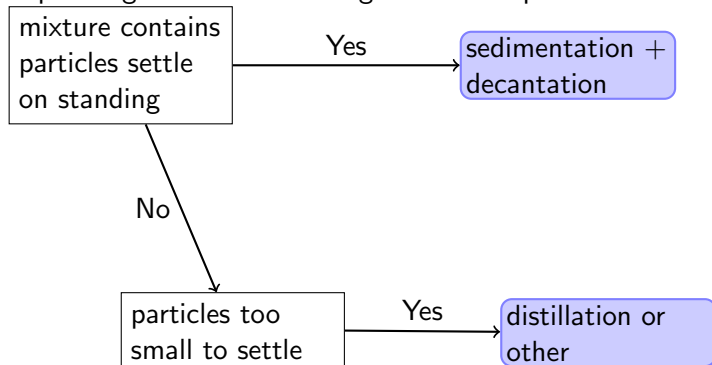 mixture contains
particles settle
on standing
Yes
sedimentation +
decantation
No
particles too
small to settle
Yes
distillation or
other